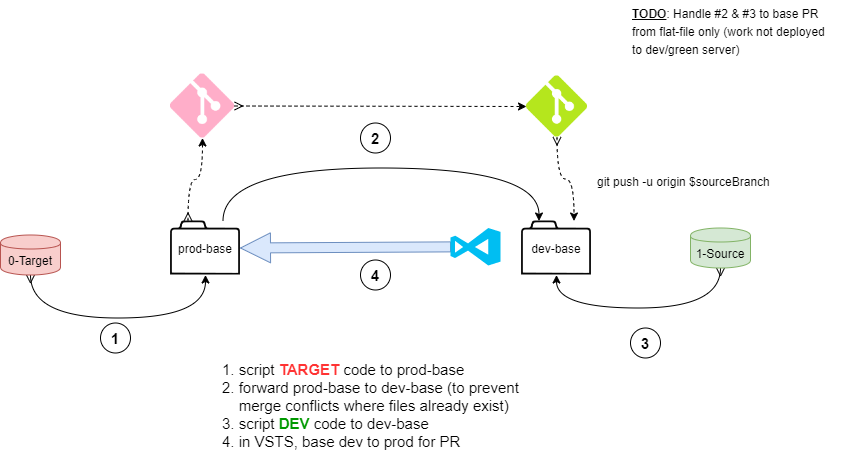 TODO: Handle #2 & #3 to base PR
from flat-file only (work not deployed
to dev/green server)
2
git push -u origin $sourceBranch
0-Target
prod-base
dev-base
1-Source
4
1
3
1. script TARGET code to prod-base
2. forward prod-base to dev-base (to prevent
merge conflicts where files already exist)
3. script DEV code to dev-base
4. in VSTS, base dev to prod for PR